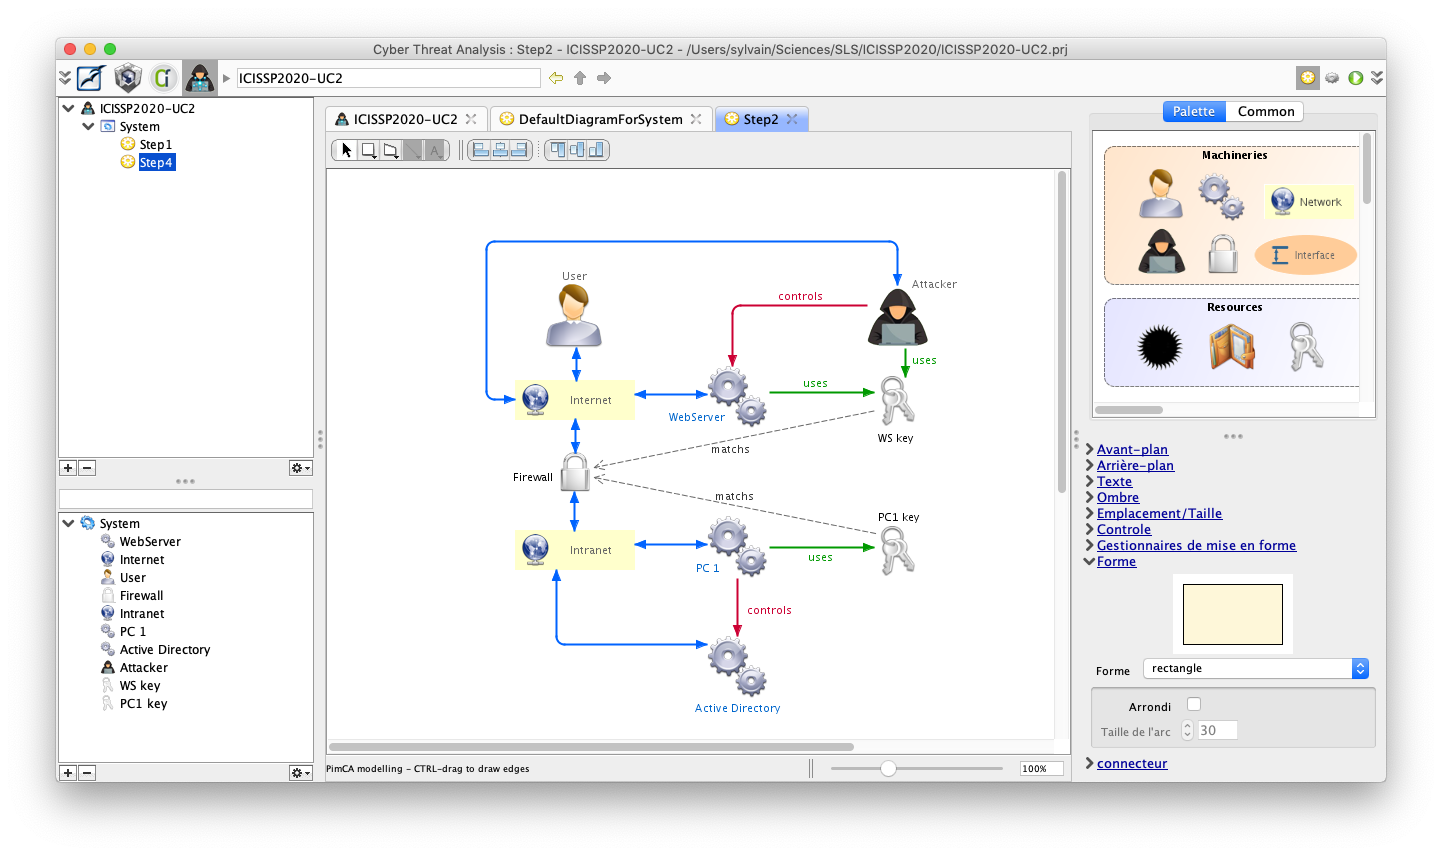 Cyber Threat Analysis : Step2 - ICISSP2020-UC2 - /Users/sylvain/Sciences/SLS/ICISSP2020/ICISSP2020-UC2.prj
ICISSP2020-UC2
ICISSP2020-UC2
System
Step1
Step4
System
WebServer
Internet
User
Firewall
Intranet
PC 1
Active Directory
Attacker
WS key
PC1 key
ICISSP2020-UC2
DefaultDiagramForSystem
Step2
A
User
Attacker
controls
uses
Internet
uses
WebServer
WS key
matchs
Firewall
matchs
PC1 key
Intranet
uses
PC 1
controls
Active Directory
PimCA modelling - CTRL-drag to draw edges
100%
Palette
Common
Machineries
Network
Interface
Resources
Avant-plan
Arrière-plan
Texte
Ombre
Emplacement/Taille
Controle
Gestionnaires de mise en forme
Forme
Forme
rectangle
Arrondi
Taille de l'arc
30
connecteur